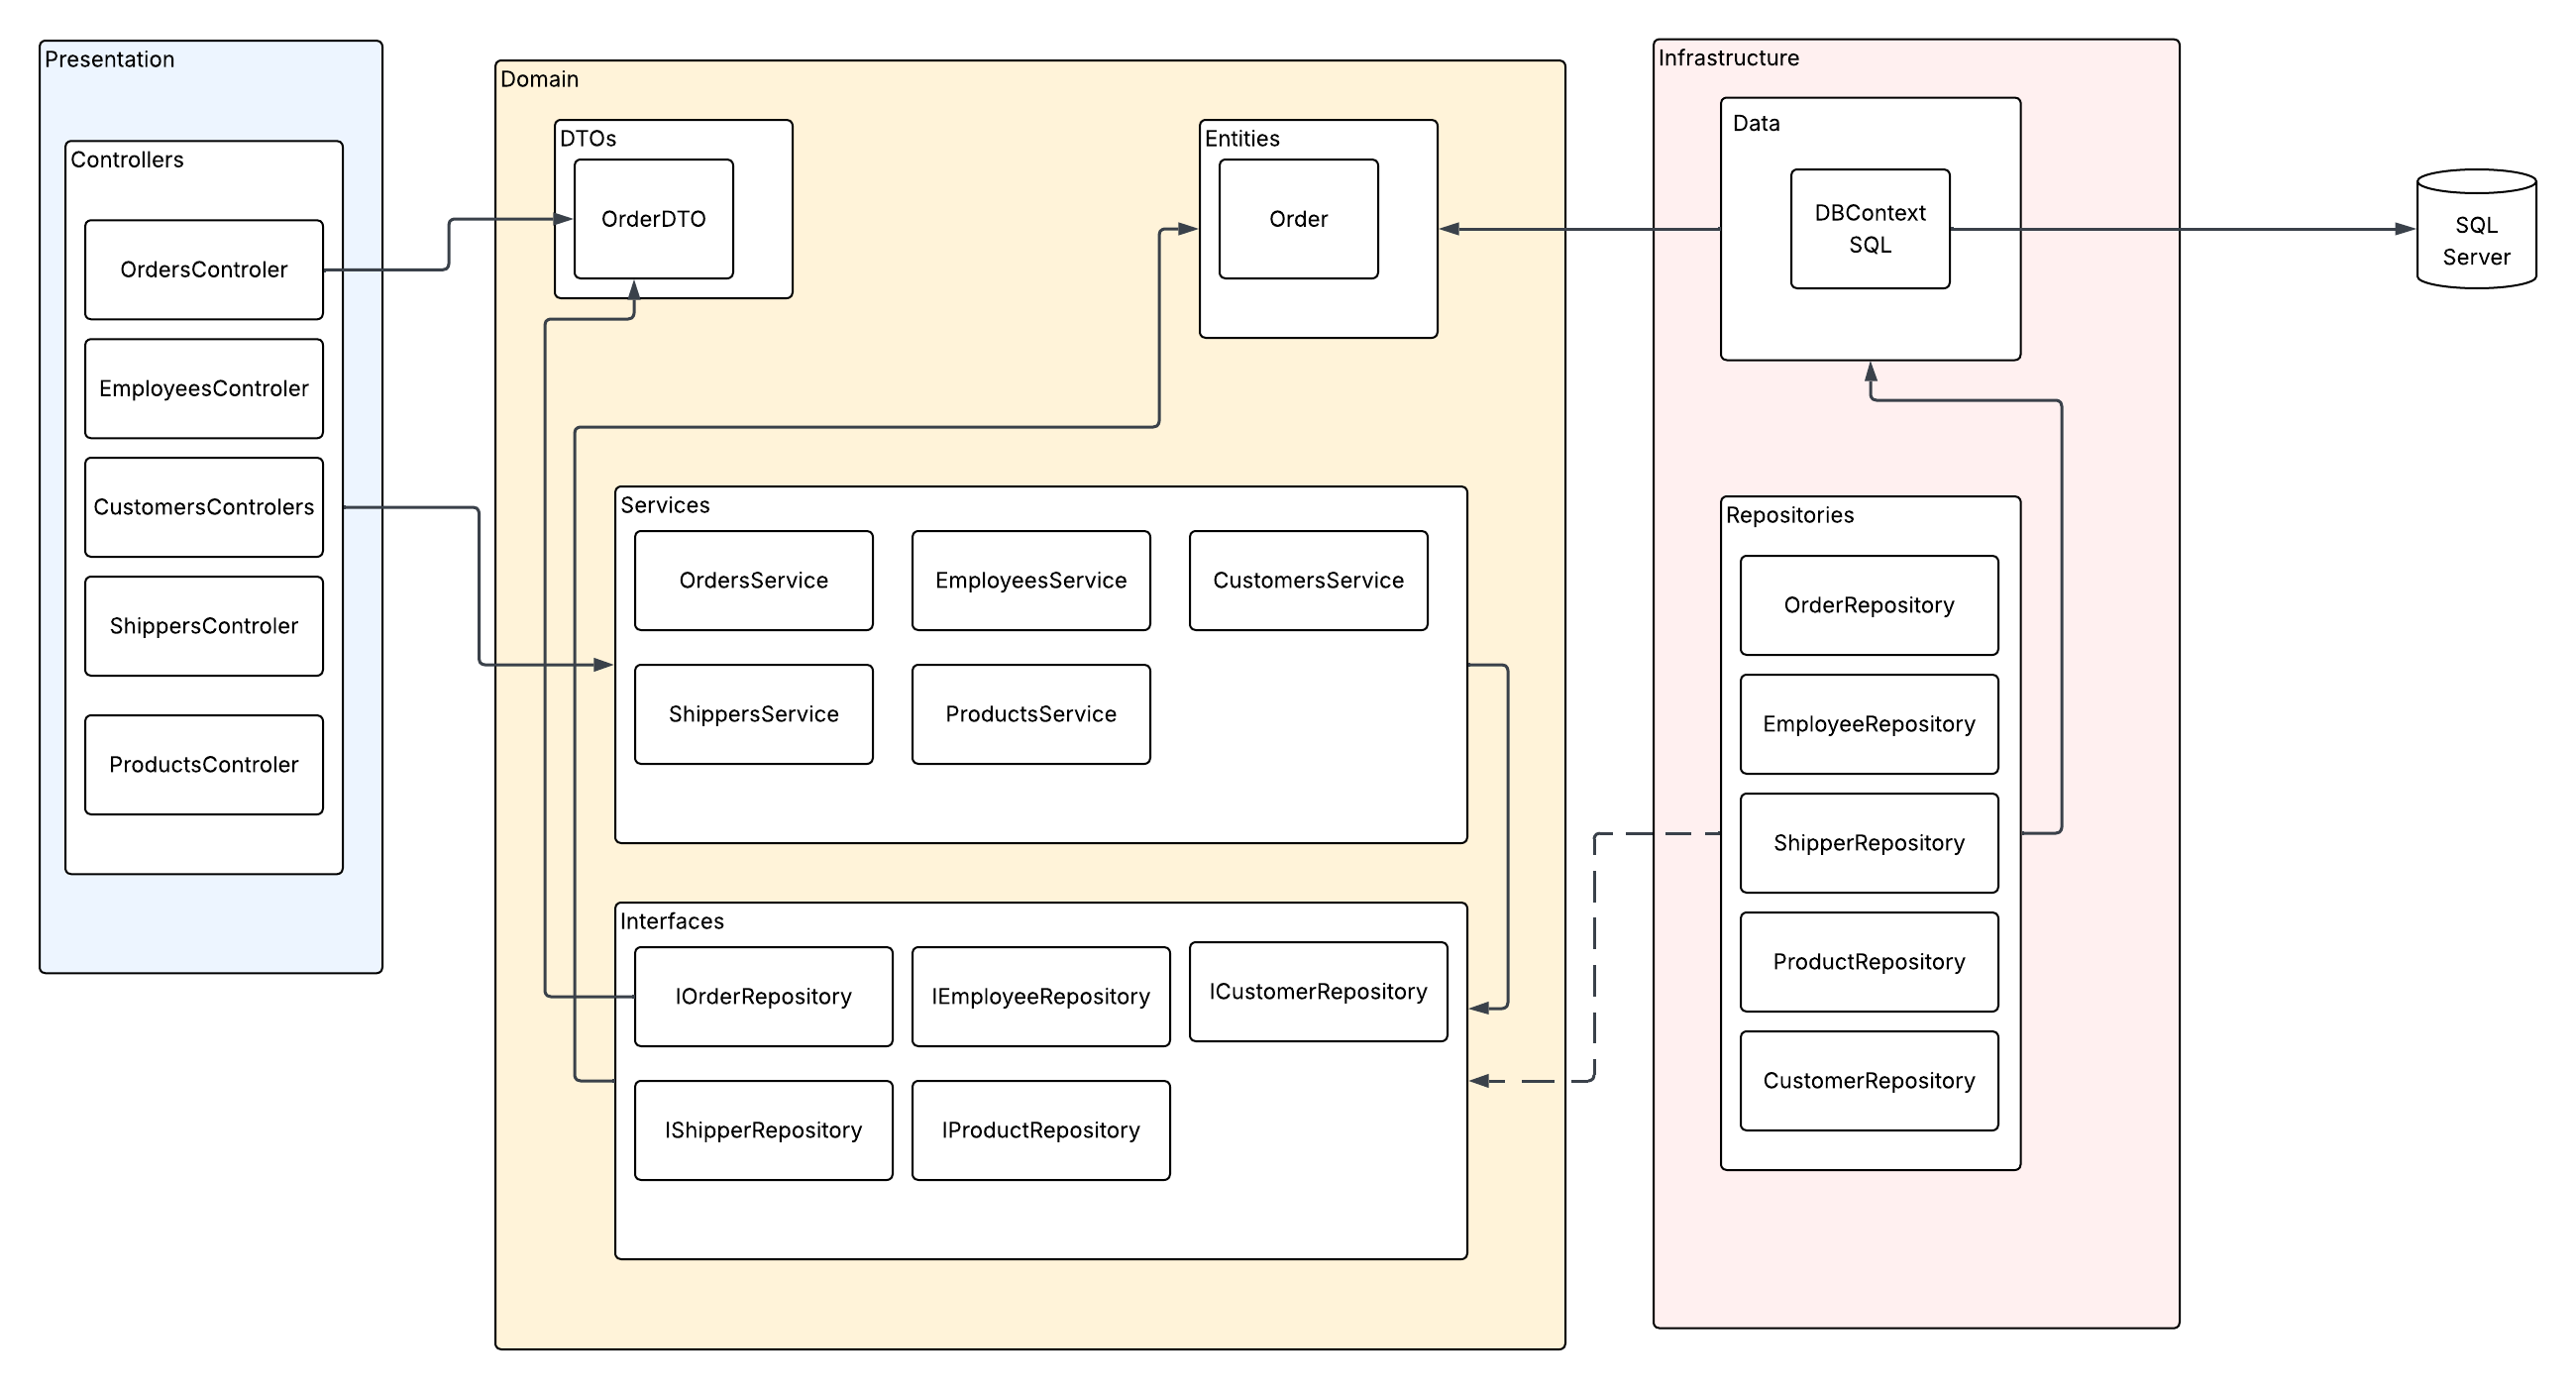 Presentation
Controllers
OrdersControler
EmployeesControler
CustomersControlers
ShippersControler
ProductsControler
Domain
DTOs
OrderDTO
Entities
Order
Services
OrdersService
EmployeesService
CustomersService
ShippersService
ProductsService
Interfaces
IOrderRepository
IEmployeeRepository
ICustomerRepository
IShipperRepository
IProductRepository
Infrastructure
Data
DBContext
SQL
Repositories
OrderRepository
EmployeeRepository
ShipperRepository
ProductRepository
CustomerRepository
SQL
Server